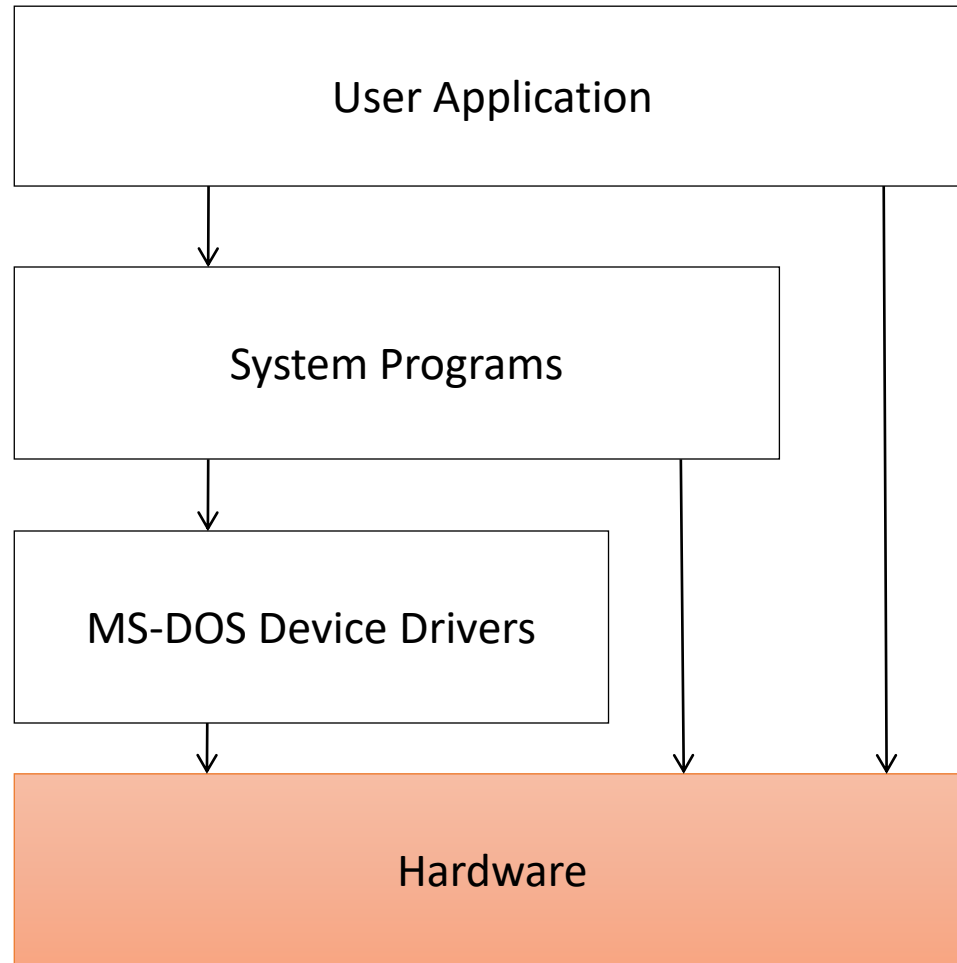 User Application
System Programs
MS-DOS Device Drivers
Hardware